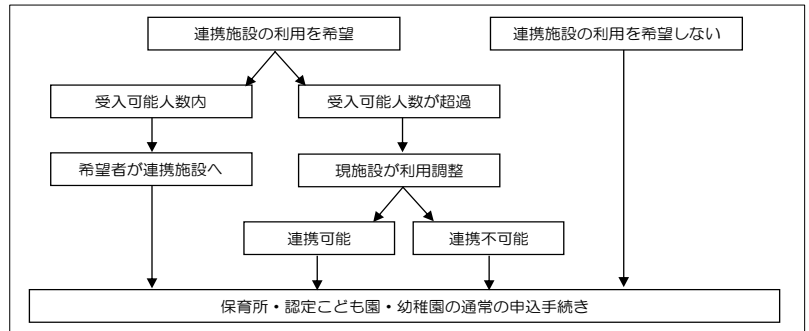 連携施設の利用を希望
連携施設の利用を希望しない
受入可能人数内
受入可能人数が超過
希望者が連携施設へ
現施設が利用調整
連携可能
連携不可能
保育所・認定こども園・幼稚園の通常の申込手続き